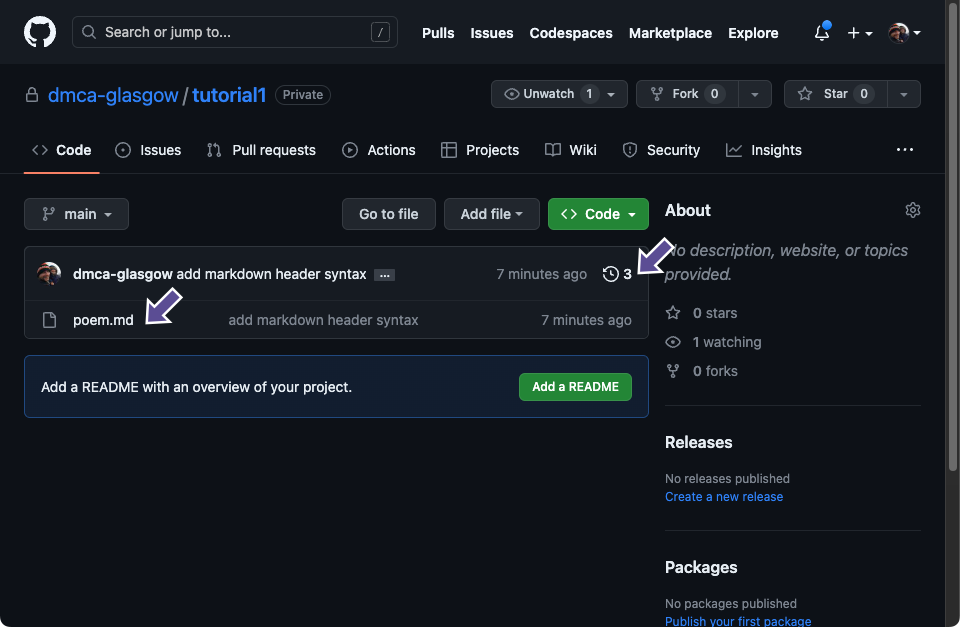 Search or jump to...
/
Pulls
Issues
Codespaces
Marketplace
Explore
dmca-glasgow / tutorial1
Private
Unwatch 1
Fork 0
Star 0
Code
Issues
Pull requests
Actions
Projects
Wiki
Security
Insights
main
Go to file
Add file
Code
dmca-glasgow add markdown header syntax ...
7 minutes ago
3
poem.md
add markdown header syntax
7 minutes ago
Add a README with an overview of your project.
Add a README
About
No description, website, or topics
provided.
0 stars
1 watching
0 forks
Releases
No releases published
Create a new release
Packages
No packages published
Publish your first package